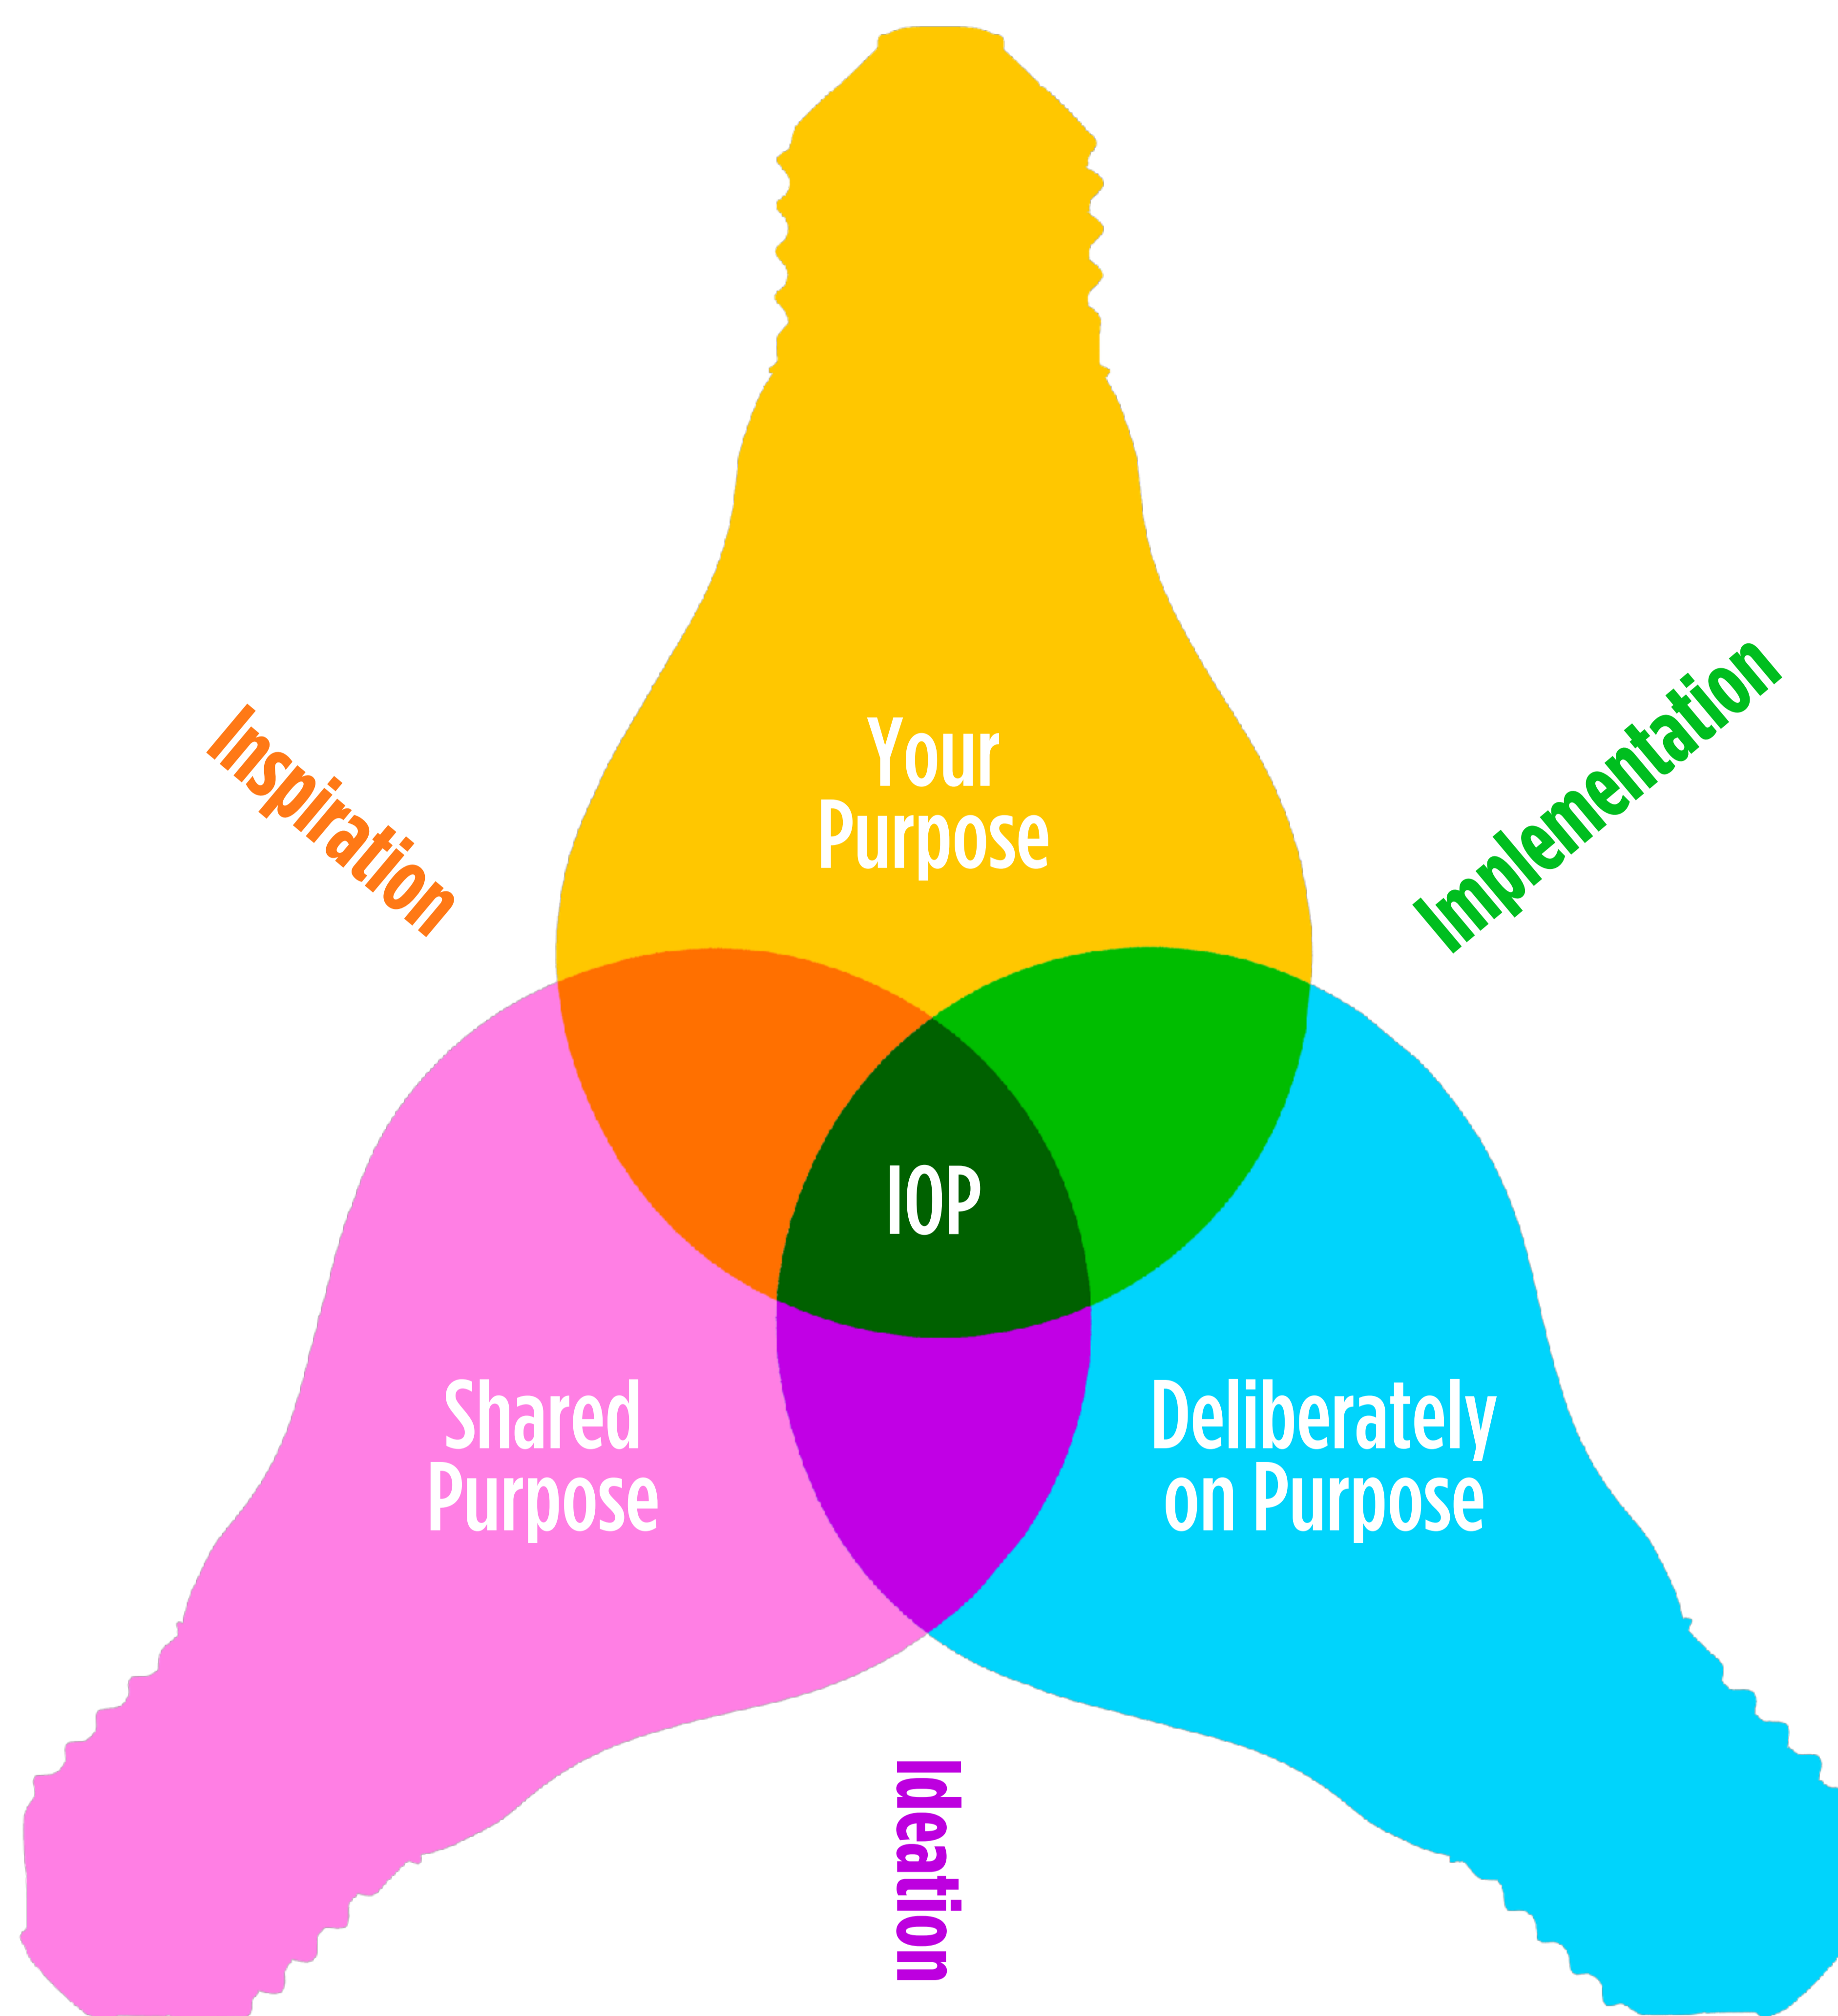 Your
Purpose
Inspiration
Implementation
IOP
Shared
Purpose
Deliberately
on Purpose
Ideation